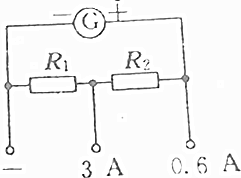 − G +
R₁ R₂
− 3 A 0.6 A